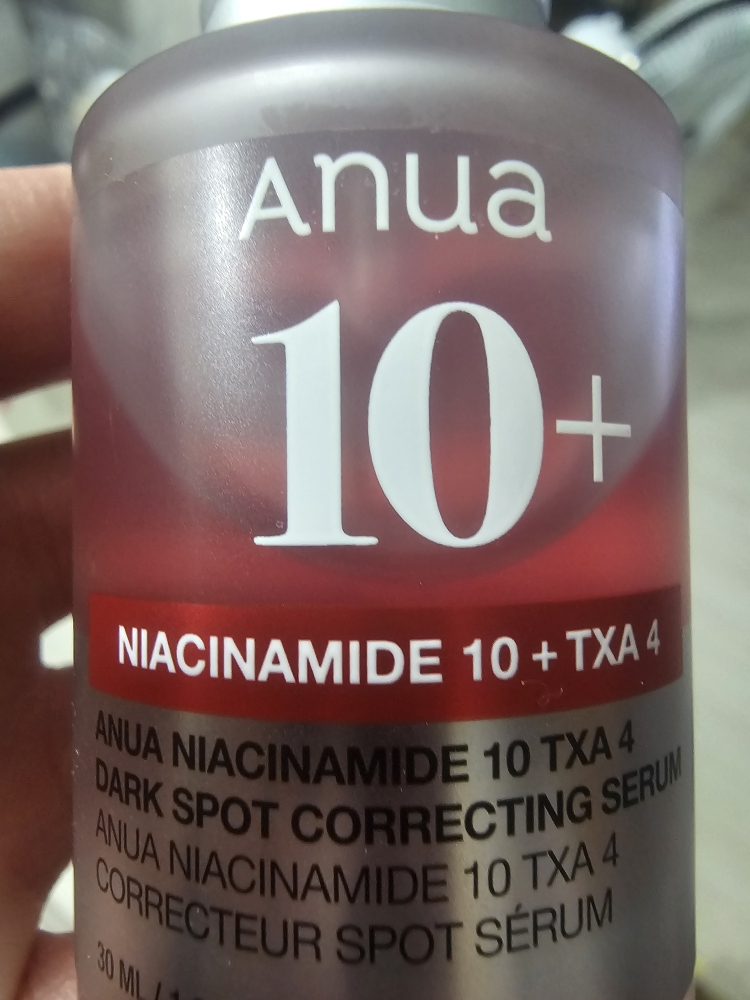 Anua
10+
NIACINAMIDE 10 + TXA 4
ANUA NIACINAMIDE 10 TXA 4
DARK SPOT CORRECTING SERUM
ANUA NIACINAMIDE 10 TXA 4
CORRECTEUR SPOT SÉRUM
30 ML /